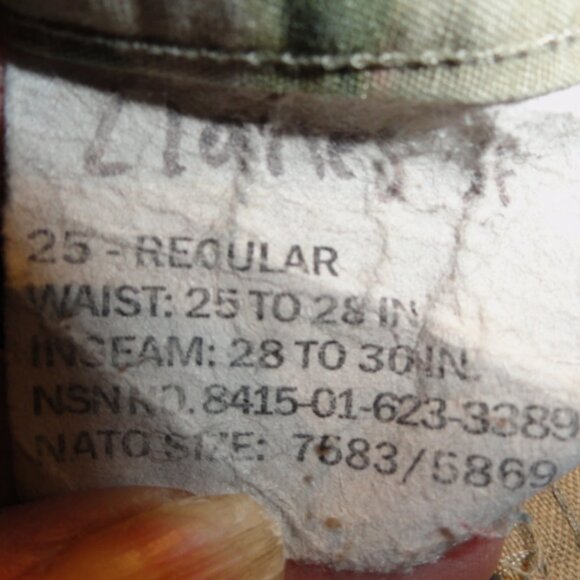 25 - REGULAR
WAIST: 25 TO 28 IN
INSEAM: 28 TO 30 IN.
NSN NO. 8415-01-623-3389
NATO SIZE: 7683/5869